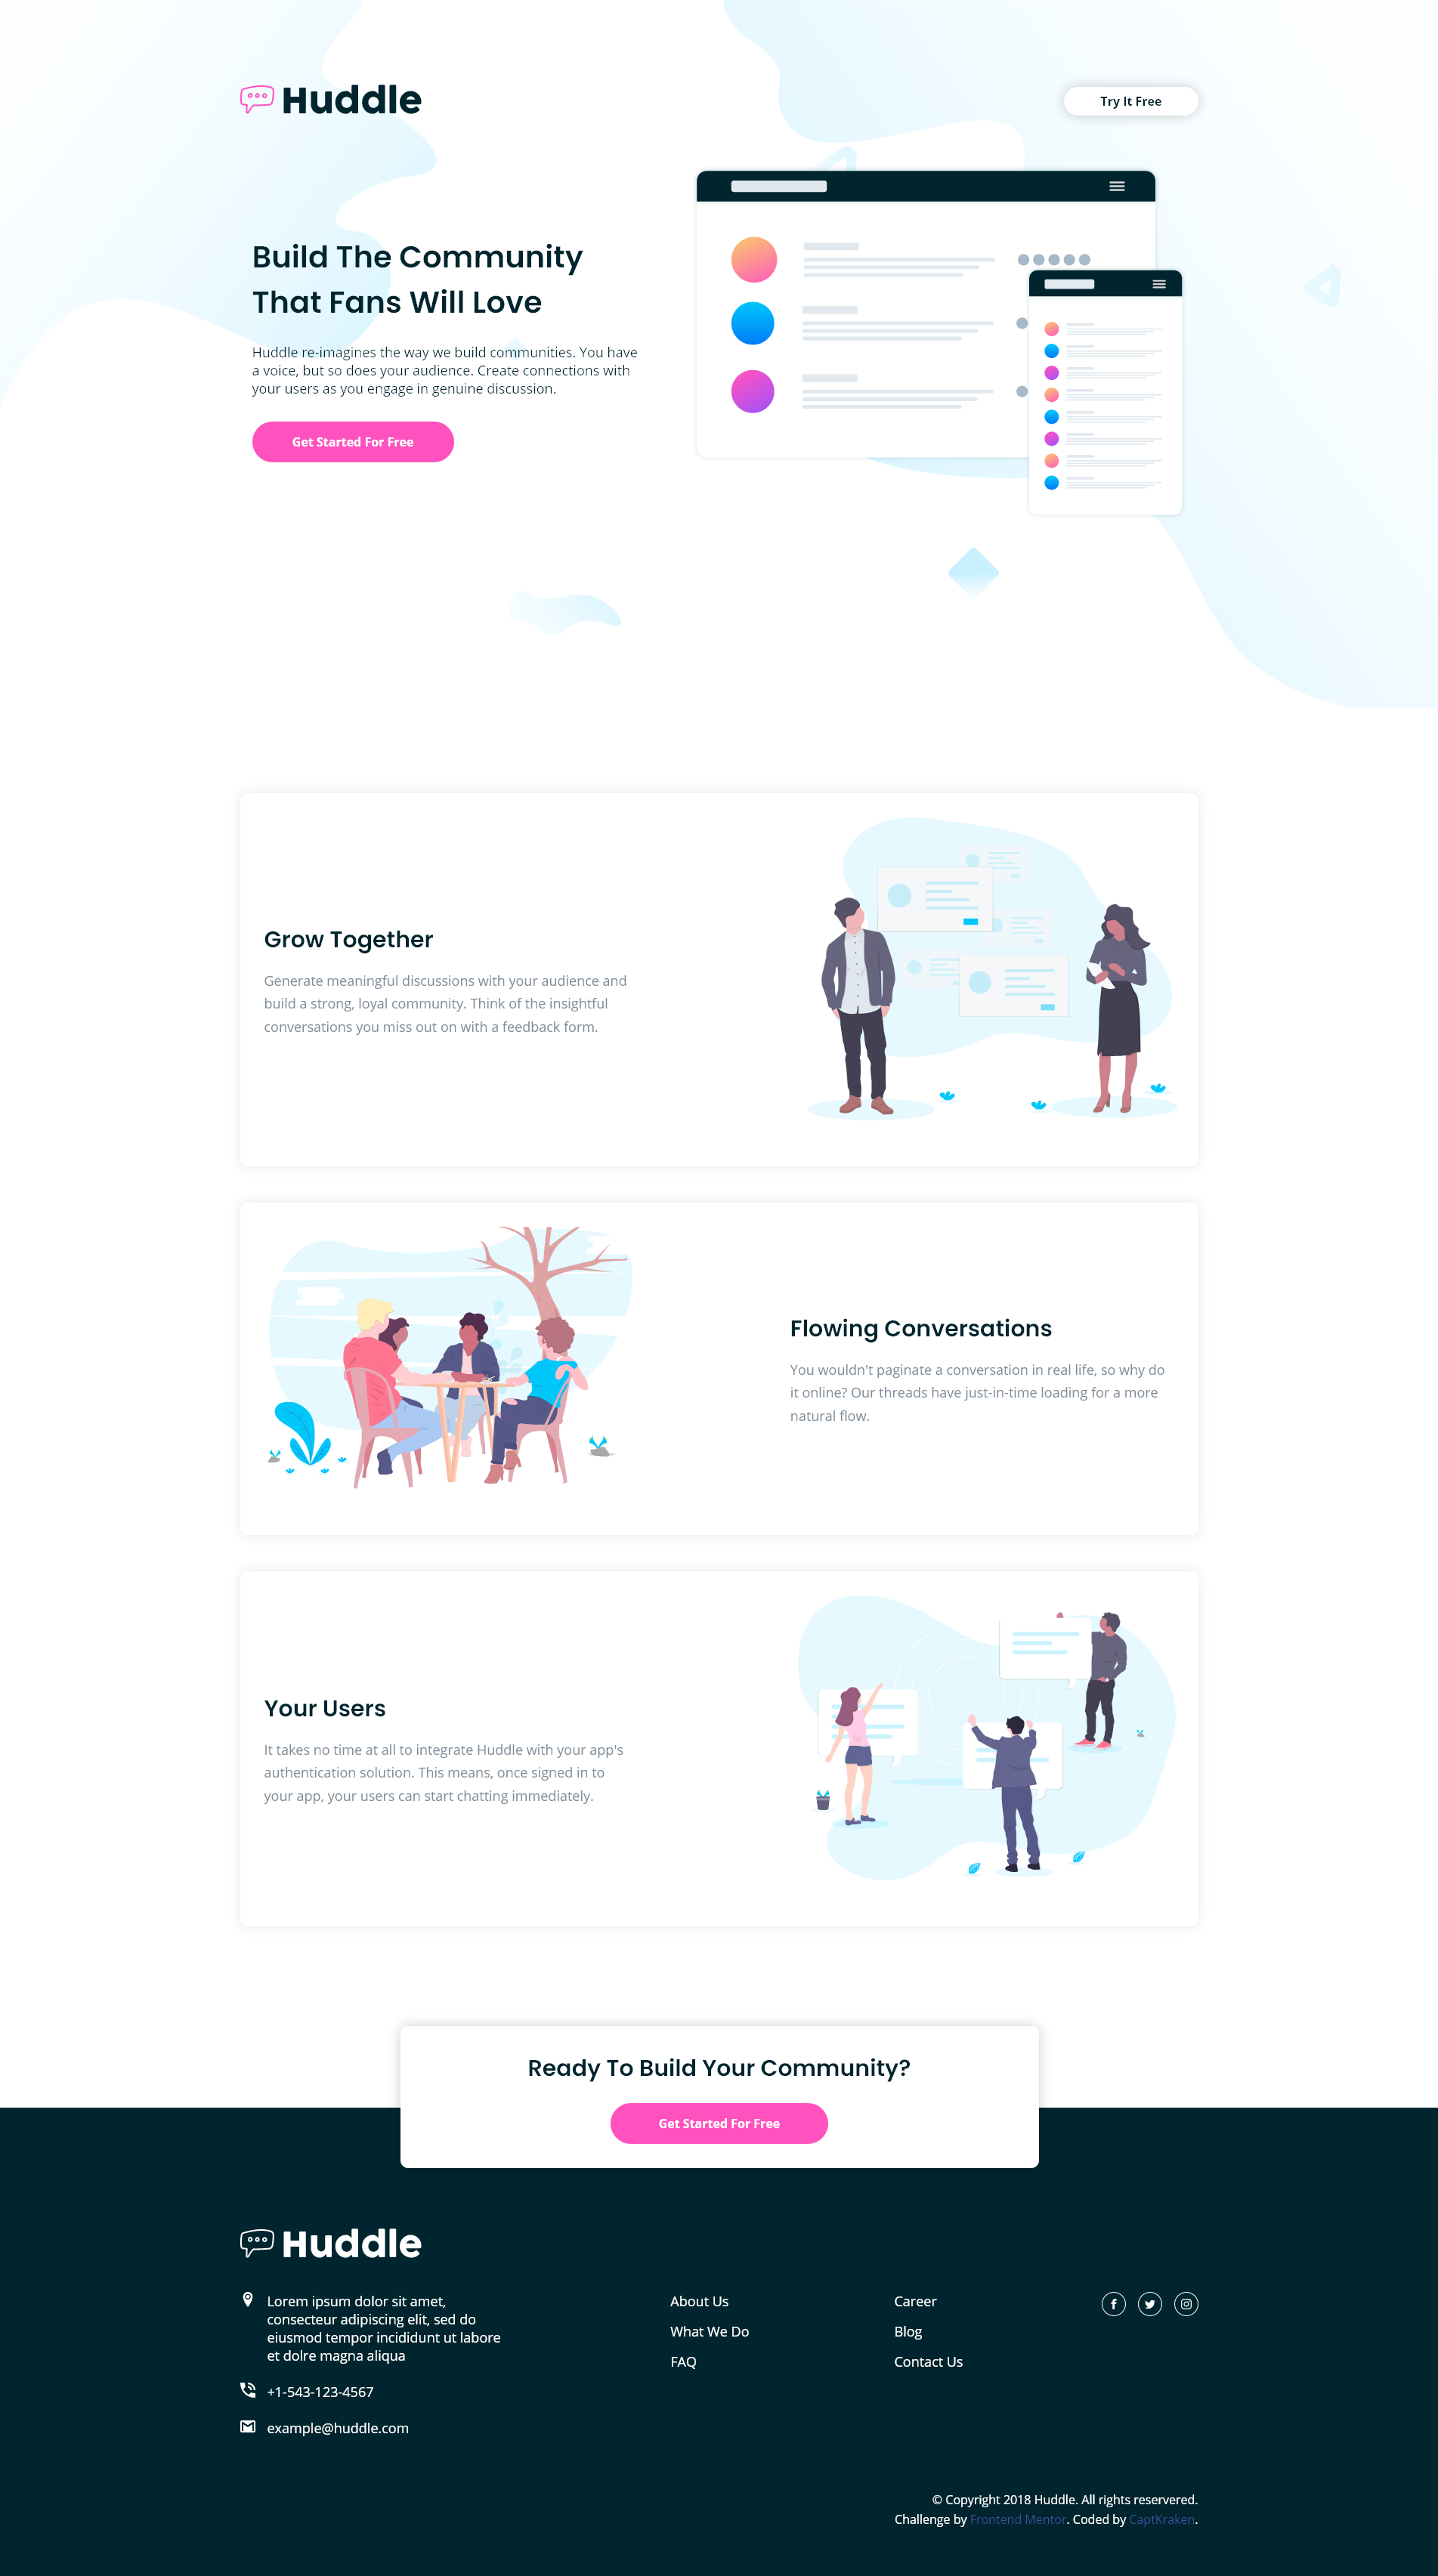 Huddle
Try It Free
Build The Community
That Fans Will Love
Huddle re-imagines the way we build communities. You have
a voice, but so does your audience. Create connections with
your users as you engage in genuine discussion.
Get Started For Free
Grow Together
Generate meaningful discussions with your audience and
build a strong, loyal community. Think of the insightful
conversations you miss out on with a feedback form.
Flowing Conversations
You wouldn't paginate a conversation in real life, so why do
it online? Our threads have just-in-time loading for a more
natural flow.
Your Users
It takes no time at all to integrate Huddle with your app's
authentication solution. This means, once signed in to
your app, your users can start chatting immediately.
Ready To Build Your Community?
Get Started For Free
Huddle
Lorem ipsum dolor sit amet,
consecteur adipiscing elit, sed do
eiusmod tempor incididunt ut labore
et dolre magna aliqua
+1-543-123-4567
example@huddle.com
About Us
What We Do
FAQ
Career
Blog
Contact Us
© Copyright 2018 Huddle. All rights reservered.
Challenge by Frontend Mentor. Coded by CaptKraken.